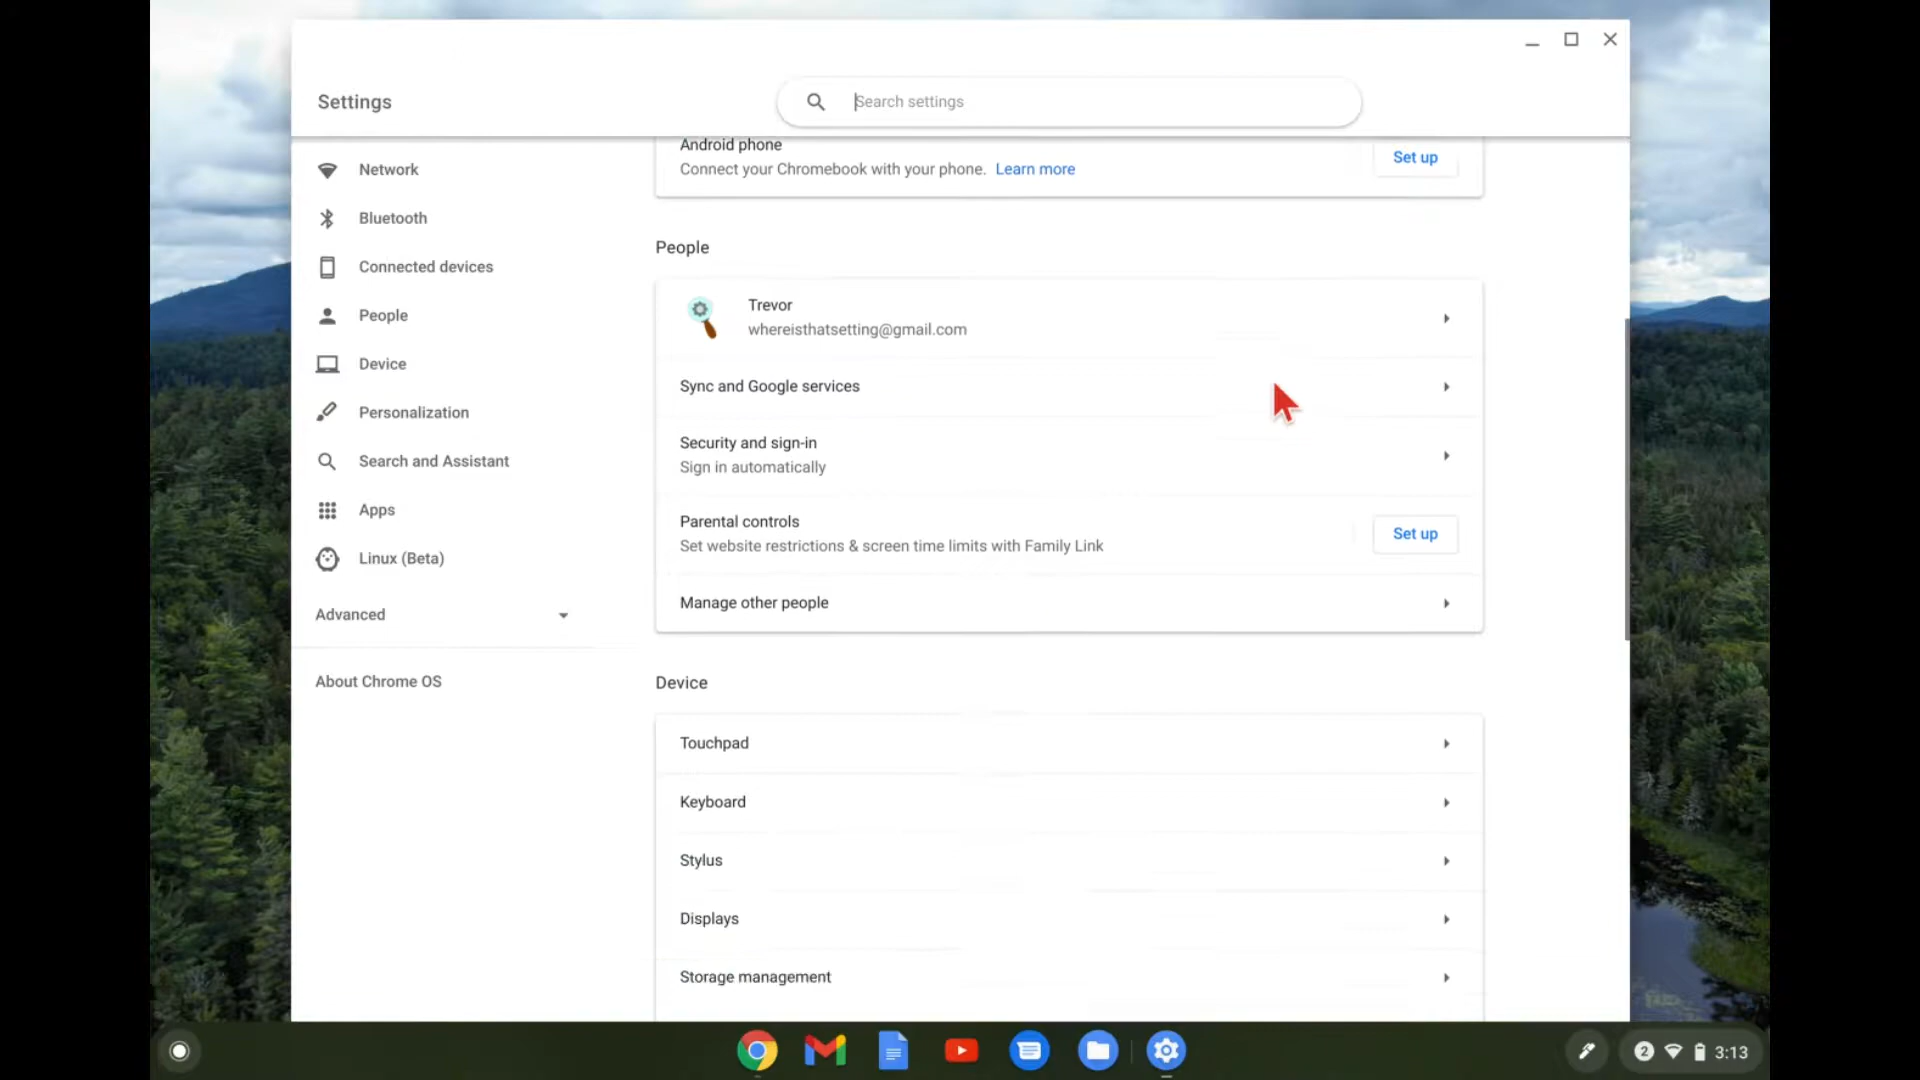 Settings
Search settings
Network
Bluetooth
Connected devices
People
Device
Personalization
Search and Assistant
Apps
Linux (Beta)
Advanced
About Chrome OS
Android phone
Connect your Chromebook with your phone. Learn more
Set up
People
Trevor
whereisthatsetting@gmail.com
Sync and Google services
Security and sign-in
Sign in automatically
Parental controls
Set website restrictions & screen time limits with Family Link
Set up
Manage other people
Device
Touchpad
Keyboard
Stylus
Displays
Storage management
2
3:13